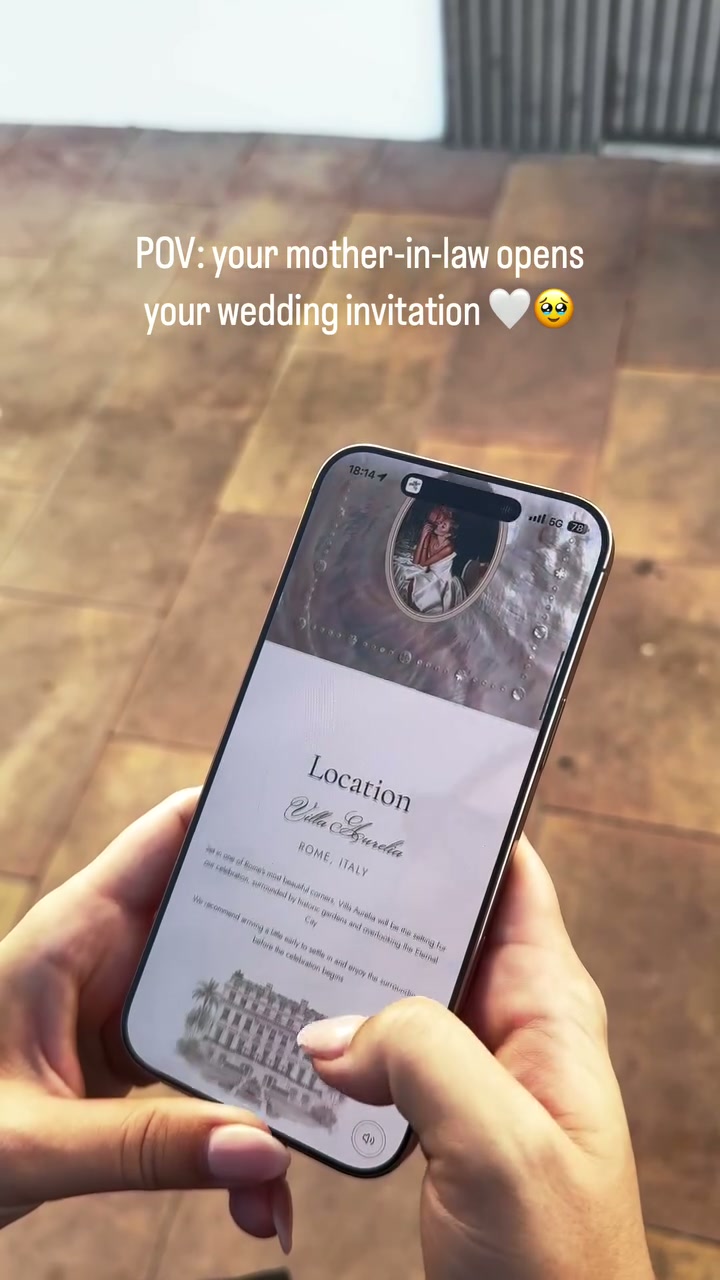 POV: your mother-in-law opens
your wedding invitation 🤍🥹
18:14
5G 78
Location
Villa Aurelia
ROME, ITALY
Set in one of Rome's most beautiful corners, Villa Aurelia will be the setting for
our celebration, surrounded by historic gardens and overlooking the Eternal
City
We recommend arriving a little early to settle in and enjoy the surroundings
before the celebration begins